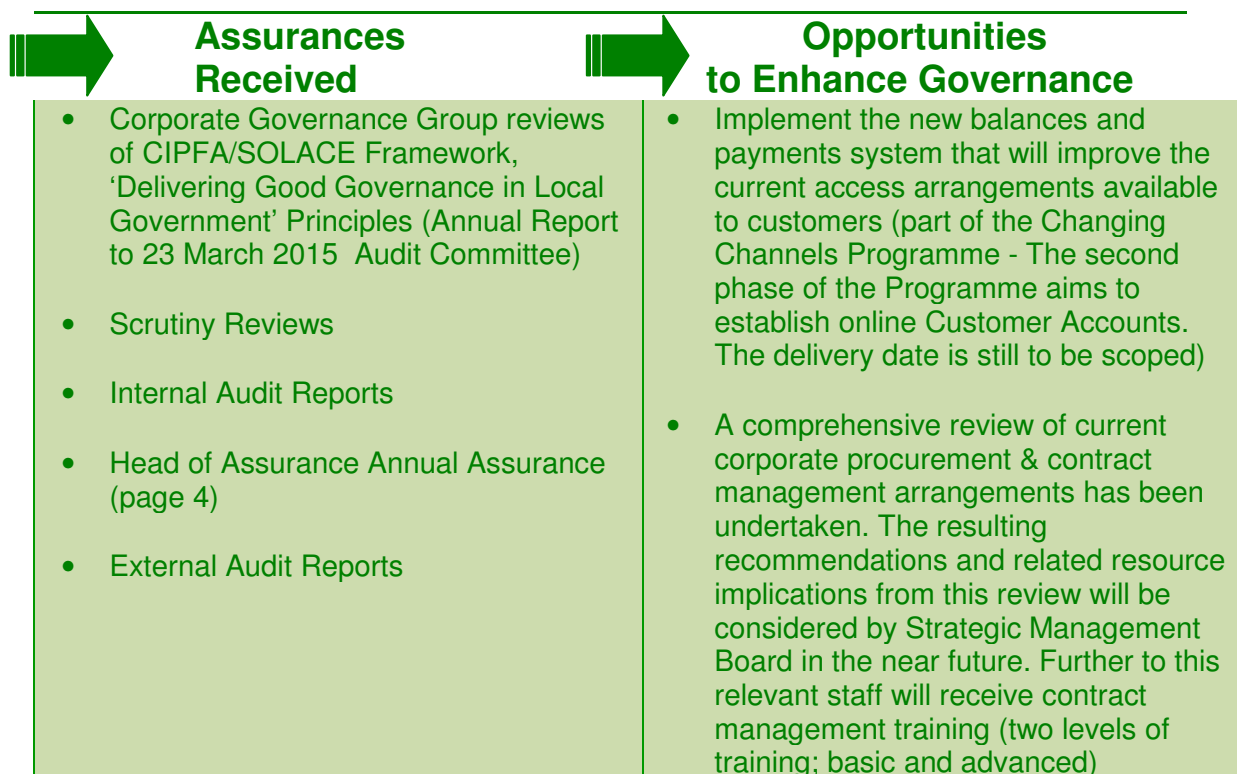 Assurances
Received
• Corporate Governance Group reviews
of CIPFA/SOLACE Framework,
‘Delivering Good Governance in Local
Government’ Principles (Annual Report
to 23 March 2015 Audit Committee)
• Scrutiny Reviews
• Internal Audit Reports
• Head of Assurance Annual Assurance
(page 4)
• External Audit Reports
Opportunities
to Enhance Governance
• Implement the new balances and
payments system that will improve the
current access arrangements available
to customers (part of the Changing
Channels Programme - The second
phase of the Programme aims to
establish online Customer Accounts.
The delivery date is still to be scoped)
• A comprehensive review of current
corporate procurement & contract
management arrangements has been
undertaken. The resulting
recommendations and related resource
implications from this review will be
considered by Strategic Management
Board in the near future. Further to this
relevant staff will receive contract
management training (two levels of
training; basic and advanced)